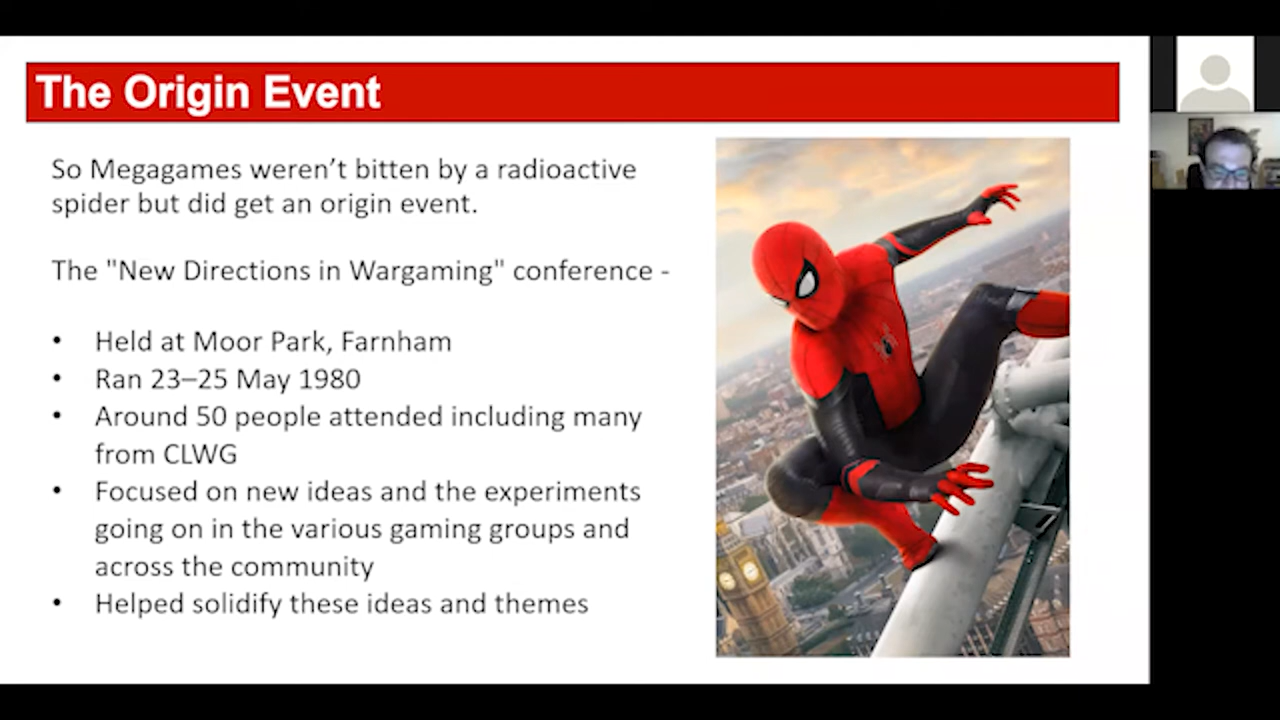 The Origin Event
So Megagames weren’t bitten by a radioactive
spider but did get an origin event.
The "New Directions in Wargaming" conference -
• Held at Moor Park, Farnham
• Ran 23–25 May 1980
• Around 50 people attended including many
from CLWG
• Focused on new ideas and the experiments
going on in the various gaming groups and
across the community
• Helped solidify these ideas and themes